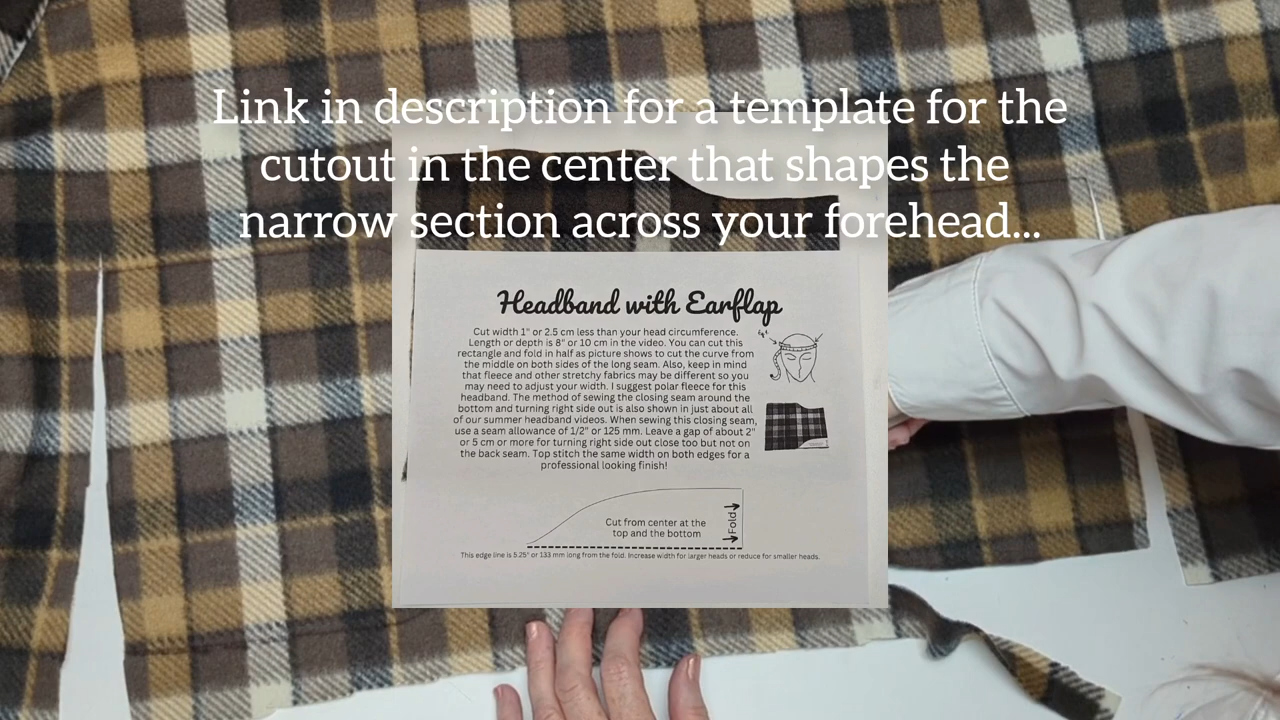 Link in description for a template for the
cutout in the center that shapes the
narrow section across your forehead...
Headband with Earflap
Cut width 1" or 2.5 cm less than your head circumference.
Length or depth is 8" or 10 cm in the video. You can cut this
rectangle and fold in half as picture shows to cut the curve from
the middle on both sides of the long seam. Also, keep in mind
that fleece and other stretchy fabrics may be different so you
may need to adjust your width. I suggest polar fleece for this
headband. The method of sewing the closing seam around the
bottom and turning right side out is also shown in just about all
of our summer headband videos. When sewing this closing seam,
use a seam allowance of 1/2" or 125 mm. Leave a gap of about 2"
or 5 cm or more for turning right side out close too but not on
the back seam. Top stitch the same width on both edges for a
professional looking finish!
Cut from center at the
top and the bottom
Fold
This edge line is 5.25" or 133 mm long from the fold. Increase width for larger heads or reduce for smaller heads.